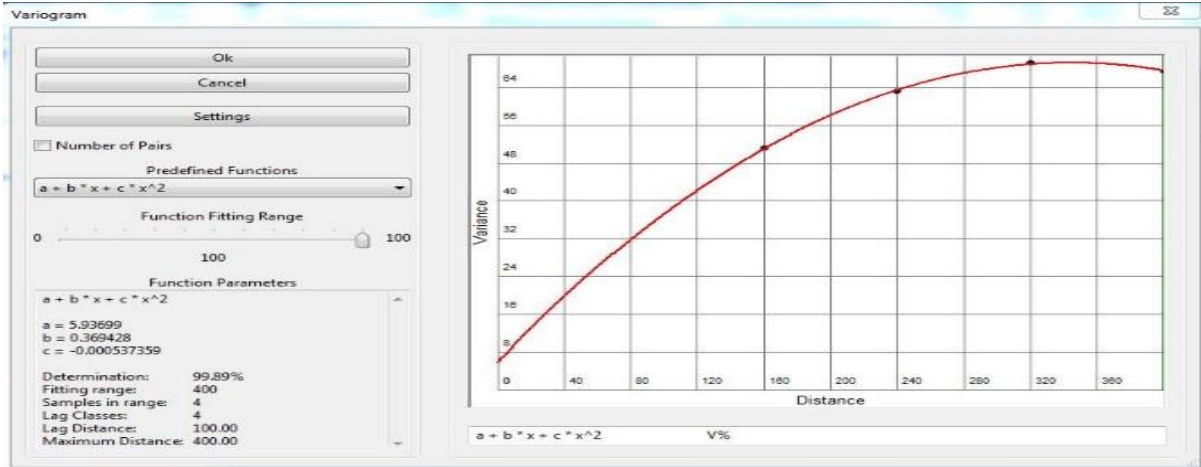 Variogram
Ok
Cancel
Settings
Number of Pairs
Predefined Functions
a + b * x + c * x^2
Function Fitting Range
0
100
100
Function Parameters
a + b * x + c * x^2
a = 5.93699
b = 0.369428
c = -0.000537359
Determination: 99.89%
Fitting range: 400
Samples in range: 4
Lag Classes: 4
Lag Distance: 100.00
Maximum Distance: 400.00
Variance
64
56
48
40
32
24
16
8
0 40 80 120 160 200 240 280 320 360
Distance
a + b * x + c * x^2 V%